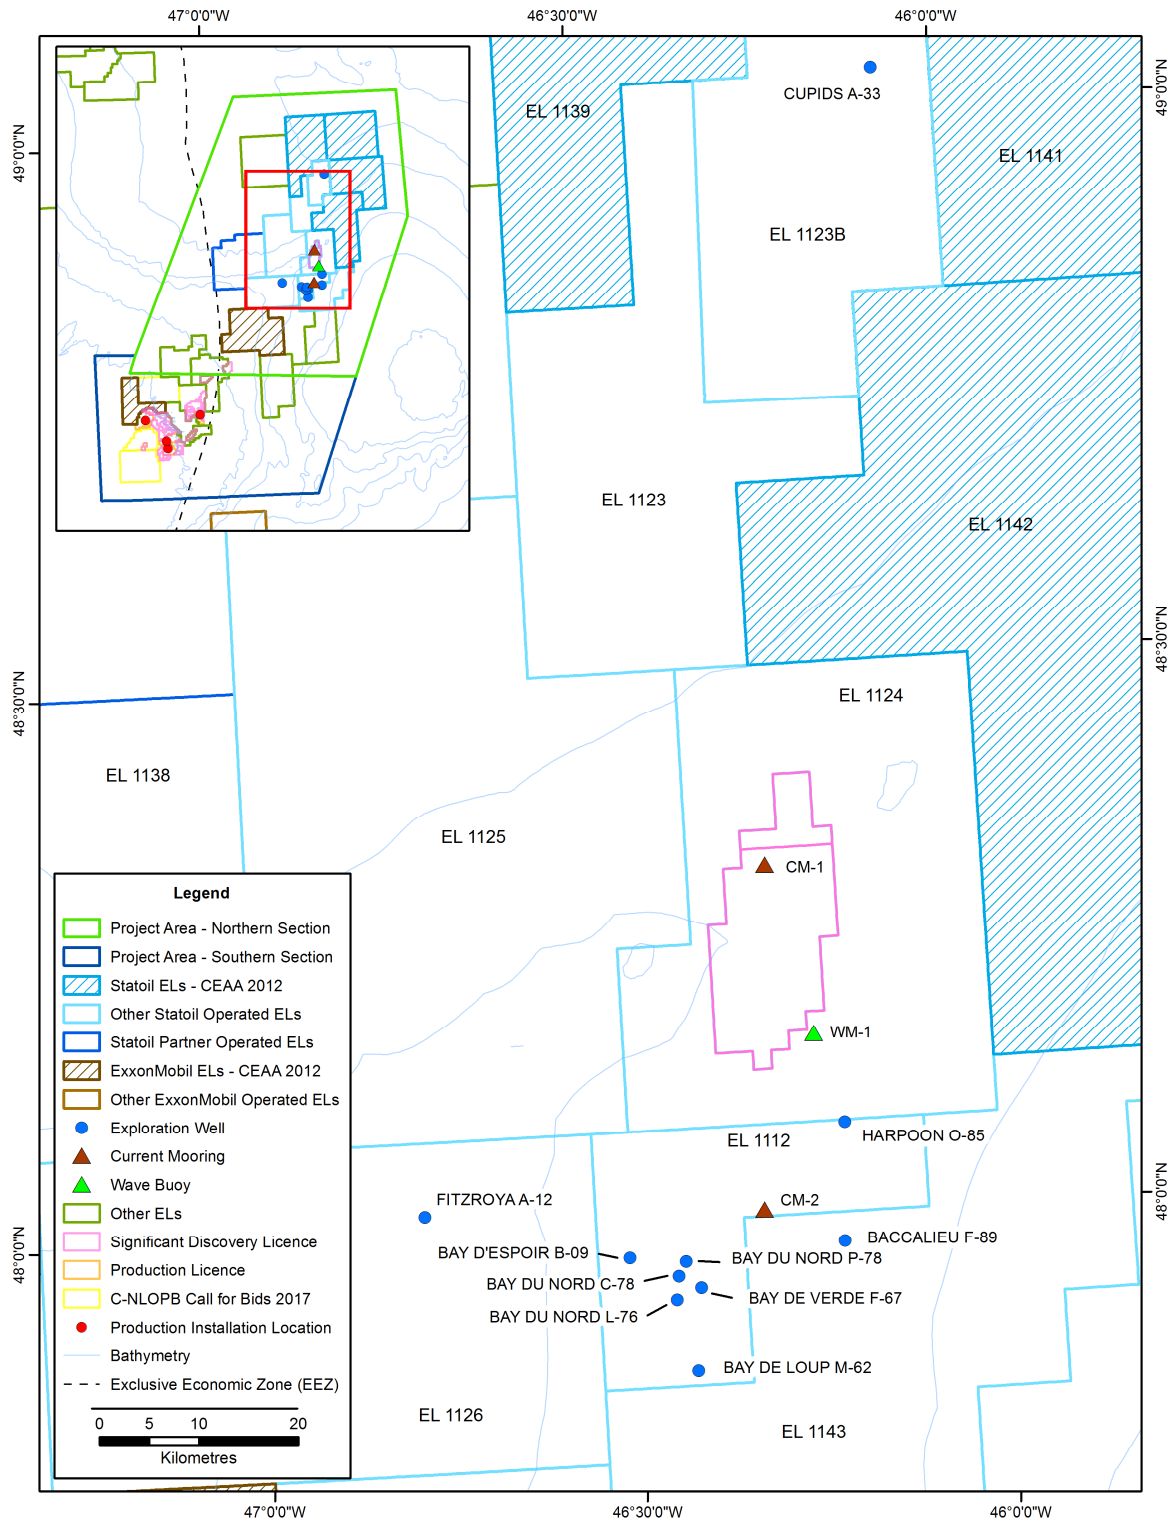 47°0'0"W
46°30'0"W
46°0'0"W
49°0'0"N
49°0'0"N
CUPIDS A-33
EL 1139
EL 1141
EL 1123B
EL 1123
EL 1142
48°30'0"N
48°30'0"N
EL 1124
EL 1138
EL 1125
CM-1
WM-1
Legend
Project Area - Northern Section
Project Area - Southern Section
Statoil ELs - CEAA 2012
Other Statoil Operated ELs
Statoil Partner Operated ELs
ExxonMobil ELs - CEAA 2012
Other ExxonMobil Operated ELs
Exploration Well
Current Mooring
Wave Buoy
Other ELs
Significant Discovery Licence
Production Licence
C-NLOPB Call for Bids 2017
Production Installation Location
Bathymetry
Exclusive Economic Zone (EEZ)
0 5 10 20
Kilometres
EL 1112
HARPOON O-85
FITZROYA A-12
CM-2
48°0'0"N
48°0'0"N
BACCALIEU F-89
BAY D'ESPOIR B-09
BAY DU NORD P-78
BAY DU NORD C-78
BAY DE VERDE F-67
BAY DU NORD L-76
BAY DE LOUP M-62
EL 1126
EL 1143
47°0'0"W
46°30'0"W
46°0'0"W